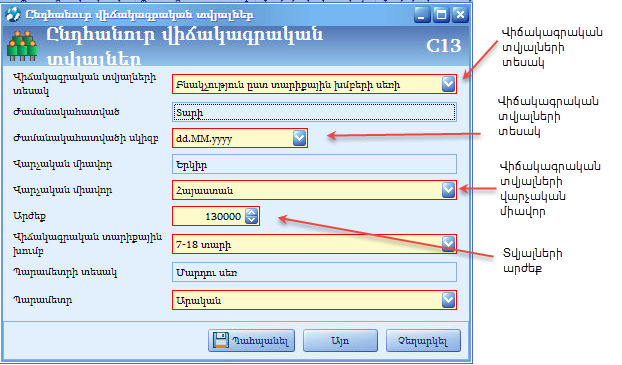 Ընդհանուր վիճակագրական տվյալներ
Ընդհանուր վիճակագրական
տվյալներ
C13
Վիճակագրական տվյալների
տեսակ
Բնակչություն ըստ տարիքային խմբերի սեռի
Ժամանակահատված
Տարի
Ժամանակահատվածի սկիզբ
dd.MM.yyyy
Վարչական միավոր
Երկիր
Վարչական միավոր
Հայաստան
Արժեք
130000
Վիճակագրական տարիքային
խումբ
7-18 տարի
Պարամետրի տեսակ
Մարդու սեռ
Պարամետր
Արական
Պահպանել
Այո
Չեղարկել
Վիճակագրական
տվյալների
տեսակ
Վիճակագրական
տվյալների
տեսակ
Վիճակագրական
տվյալների
վարչական
միավոր
Տվյալների
արժեք